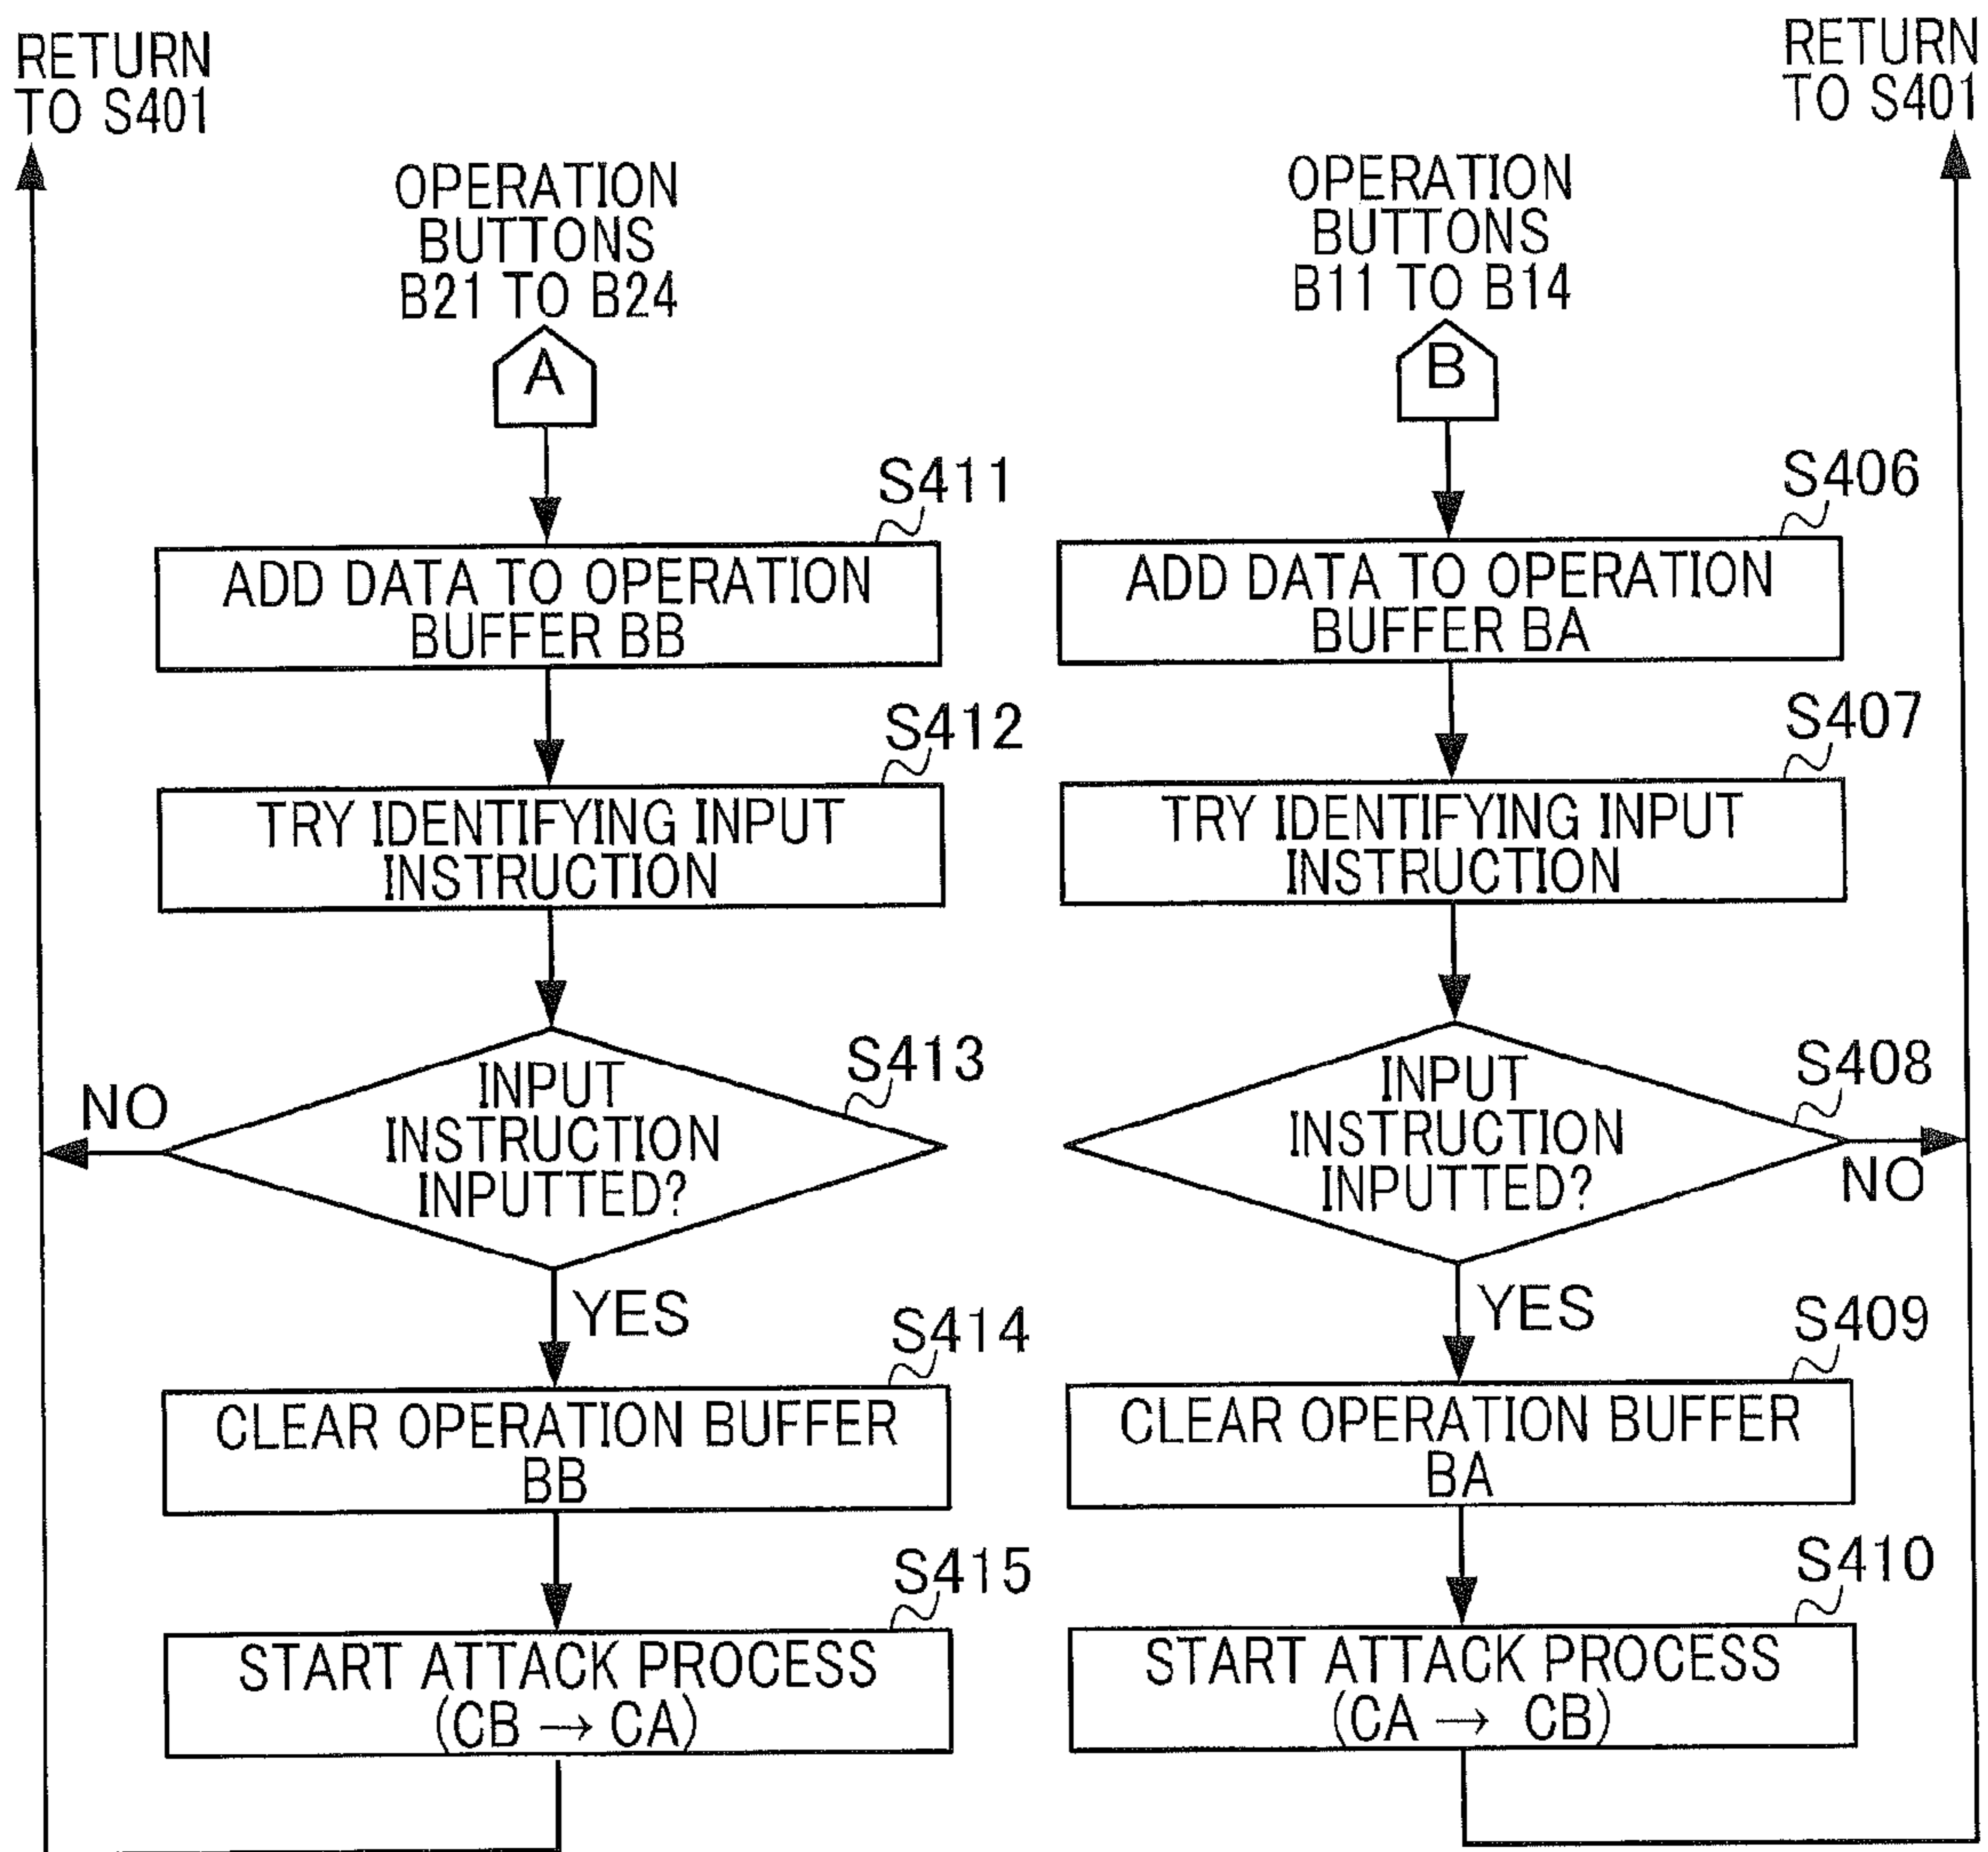 RETURN
TO S401
OPERATION
BUTTONS
B21 TO B24
A
S411
ADD DATA TO OPERATION
BUFFER BB
S412
TRY IDENTIFYING INPUT
INSTRUCTION
S413
INPUT
INSTRUCTION
INPUTTED?
NO
YES
S414
CLEAR OPERATION BUFFER
BB
S415
START ATTACK PROCESS
(CB → CA)
RETURN
TO S401
OPERATION
BUTTONS
B11 TO B14
B
S406
ADD DATA TO OPERATION
BUFFER BA
S407
TRY IDENTIFYING INPUT
INSTRUCTION
S408
INPUT
INSTRUCTION
INPUTTED?
NO
YES
S409
CLEAR OPERATION BUFFER
BA
S410
START ATTACK PROCESS
(CA → CB)